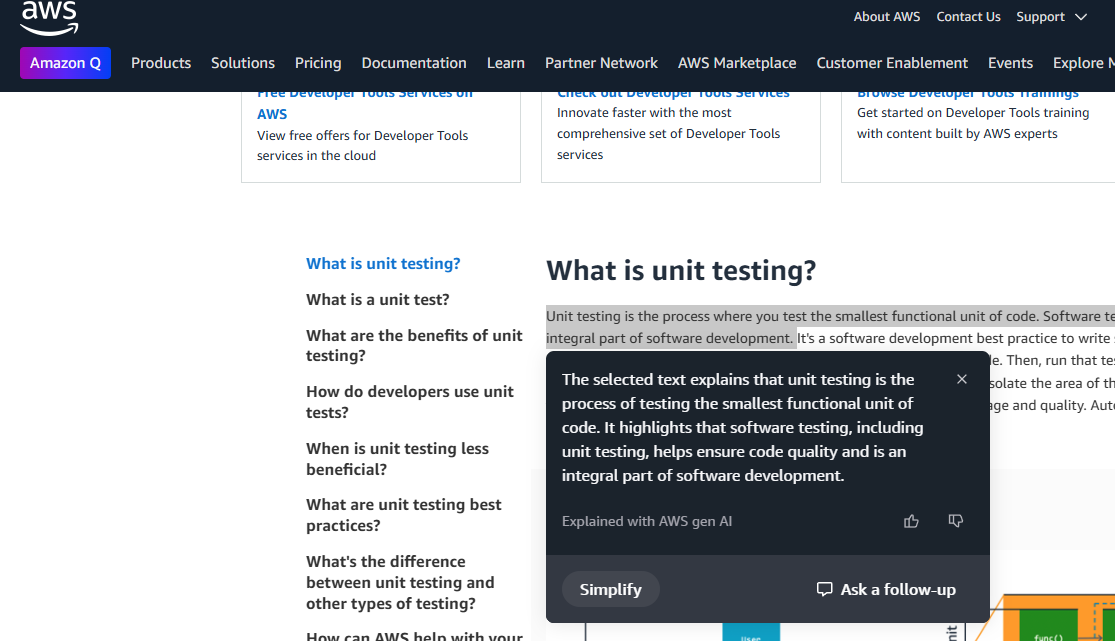 aws
About AWS Contact Us Support
Amazon Q Products Solutions Pricing Documentation Learn Partner Network AWS Marketplace Customer Enablement Events Explore M
Free Developer Tools Services on
AWS
View free offers for Developer Tools
services in the cloud
Check out Developer Tools Services
Innovate faster with the most
comprehensive set of Developer Tools
services
Browse Developer Tools Trainings
Get started on Developer Tools training
with content built by AWS experts
What is unit testing?
What is a unit test?
What are the benefits of unit
testing?
How do developers use unit
tests?
When is unit testing less
beneficial?
What are unit testing best
practices?
What's the difference
between unit testing and
other types of testing?
How can AWS help with your
What is unit testing?
Unit testing is the process where you test the smallest functional unit of code. Software te
integral part of software development. It's a software development best practice to write
le. Then, run that tes
solate the area of th
age and quality. Auto
The selected text explains that unit testing is the
process of testing the smallest functional unit of
code. It highlights that software testing, including
unit testing, helps ensure code quality and is an
integral part of software development.
Explained with AWS gen AI
Simplify Ask a follow-up
User
nit
func()